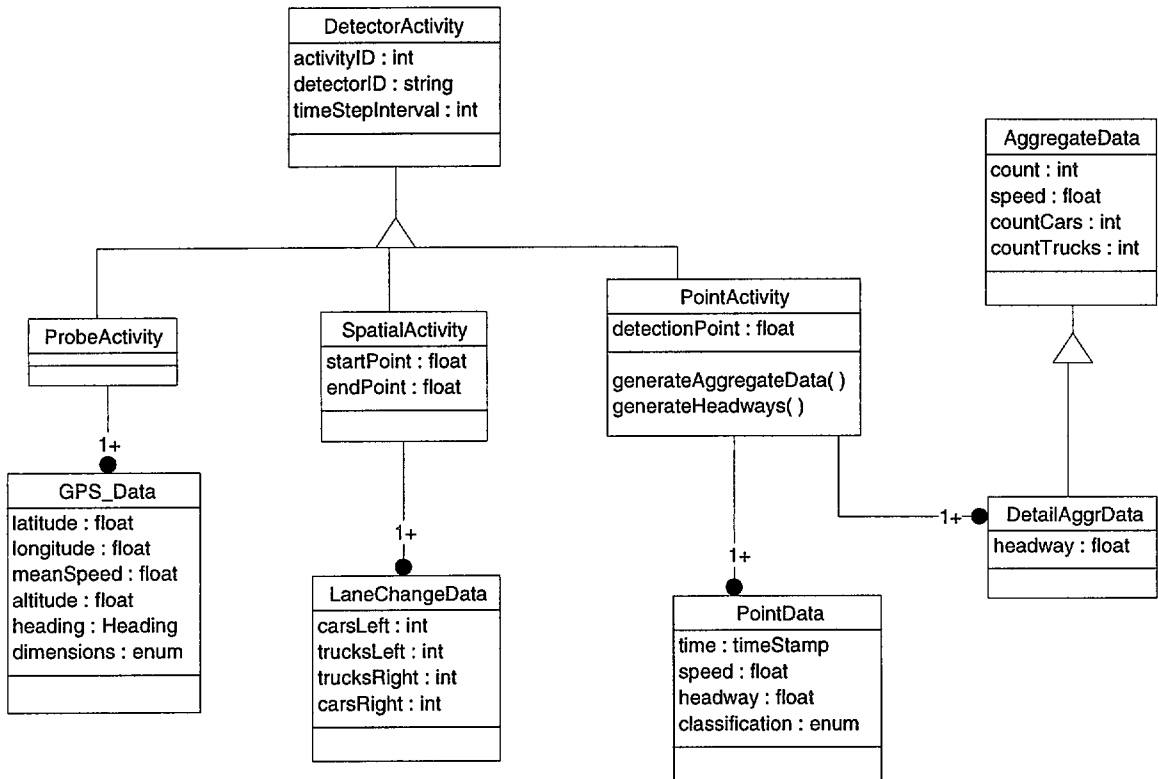 DetectorActivity
activityID : int
detectorID : string
timeStepInterval : int
AggregateData
count : int
speed : float
countCars : int
countTrucks : int
ProbeActivity
SpatialActivity
startPoint : float
endPoint : float
PointActivity
detectionPoint : float
generateAggregateData( )
generateHeadways( )
1+
GPS_Data
latitude : float
longitude : float
meanSpeed : float
altitude : float
heading : Heading
dimensions : enum
1+
LaneChangeData
carsLeft : int
trucksLeft : int
trucksRight : int
carsRight : int
1+
PointData
time : timeStamp
speed : float
headway : float
classification : enum
1+
DetailAggrData
headway : float